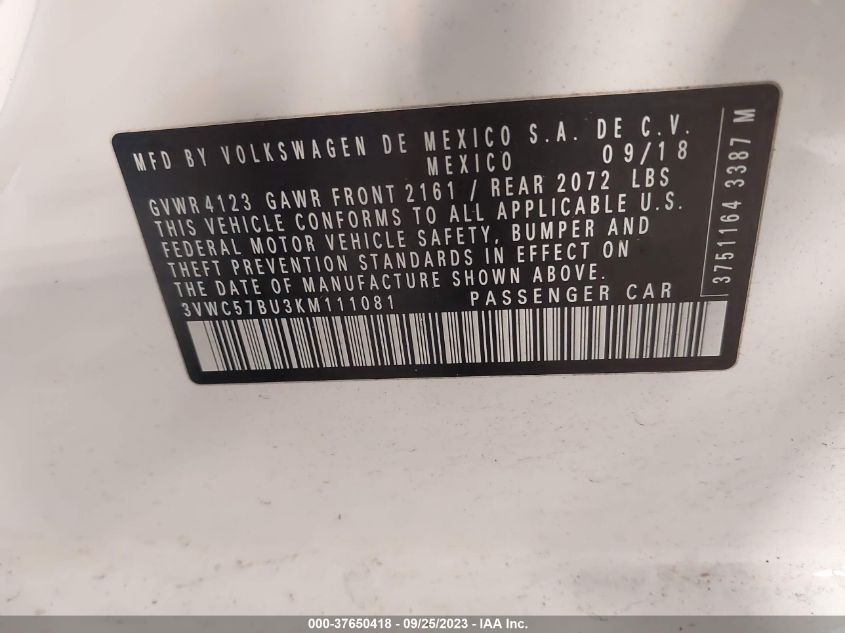 MFD BY VOLKSWAGEN DE MEXICO S.A. DE C.V.
MEXICO 09/18
GVWR 4123 GAWR FRONT 2161 / REAR 2072 LBS
THIS VEHICLE CONFORMS TO ALL APPLICABLE U.S.
FEDERAL MOTOR VEHICLE SAFETY, BUMPER AND
THEFT PREVENTION STANDARDS IN EFFECT ON
THE DATE OF MANUFACTURE SHOWN ABOVE.
3VWC57BU3KM111081 PASSENGER CAR
3751164 3387 M
000-37650418 - 09/25/2023 - IAA Inc.